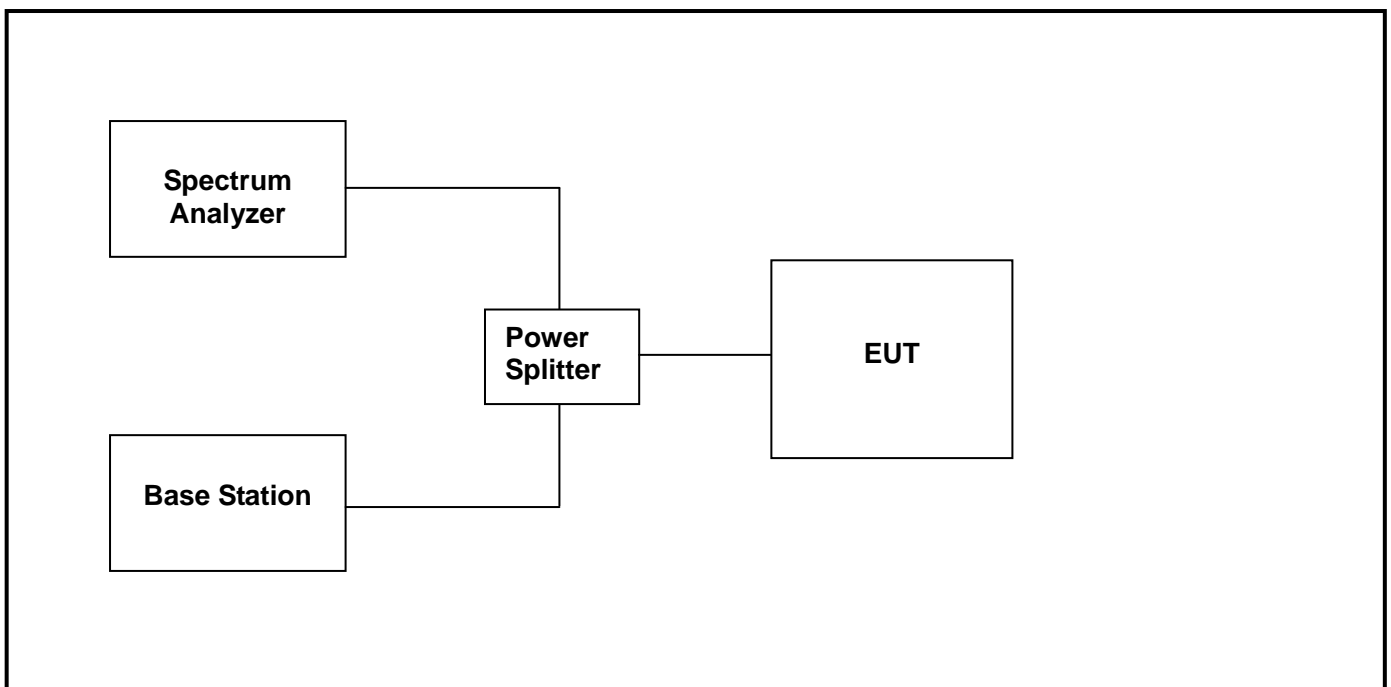 Spectrum
Analyzer
Power
Splitter
EUT
Base Station